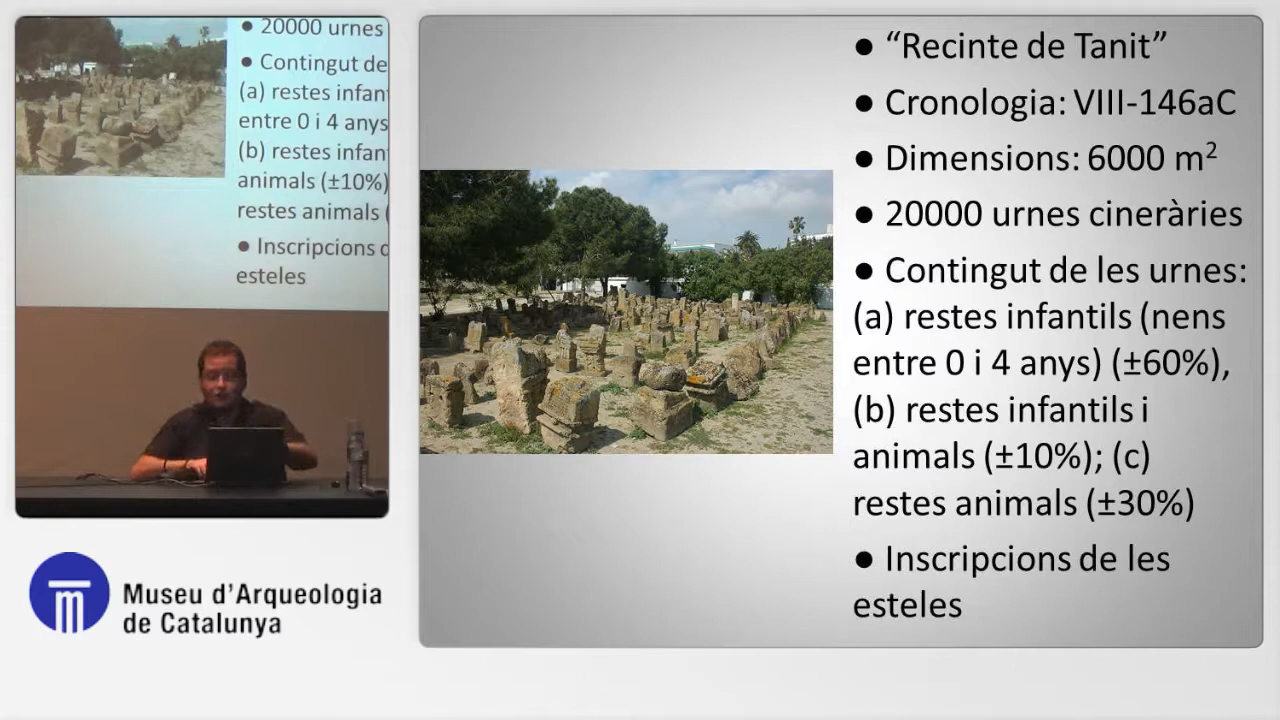 ● 20000 urnes
● Contingut de
(a) restes infan
entre 0 i 4 anys
(b) restes infan
animals (±10%)
restes animals (
● Inscripcions d
esteles
Museu d'Arqueologia
de Catalunya
● “Recinte de Tanit”
● Cronologia: VIII-146aC
● Dimensions: 6000 m²
● 20000 urnes cineràries
● Contingut de les urnes:
(a) restes infantils (nens
entre 0 i 4 anys) (±60%),
(b) restes infantils i
animals (±10%); (c)
restes animals (±30%)
● Inscripcions de les
esteles